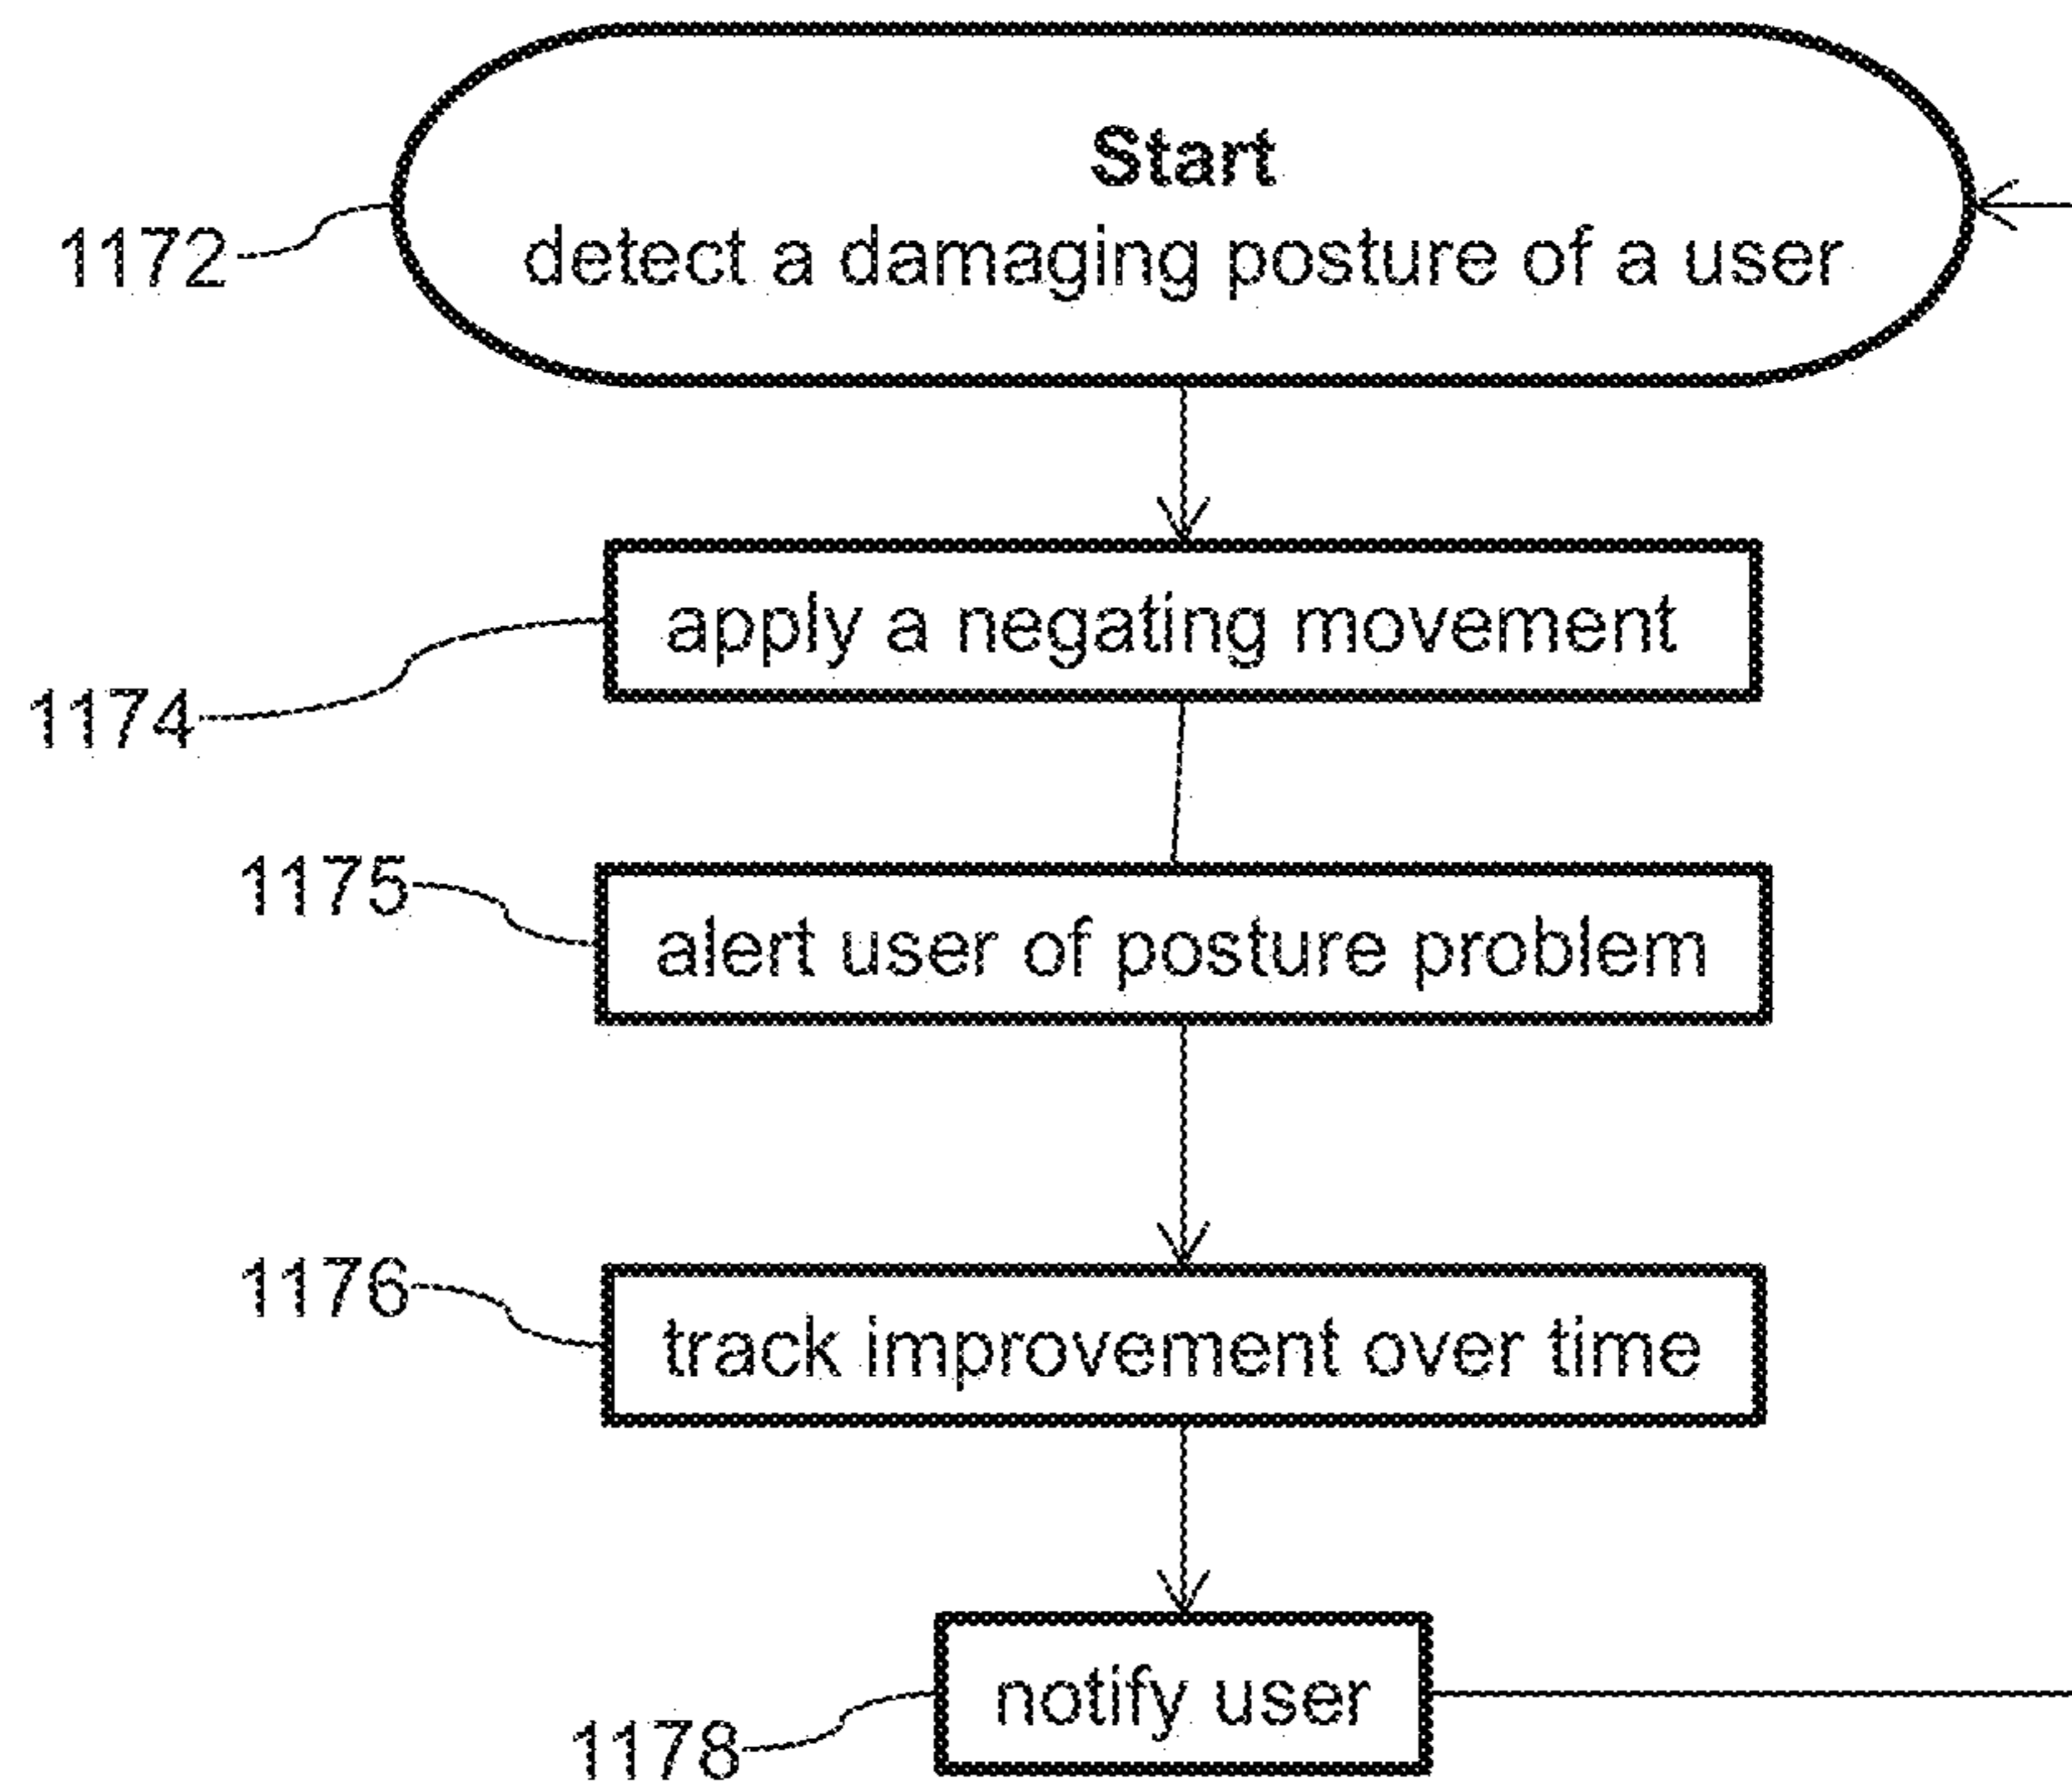 Start
detect a damaging posture of a user
1172
apply a negating movement
1174
1175
alert user of posture problem
1176
track improvement over time
notify user
1178